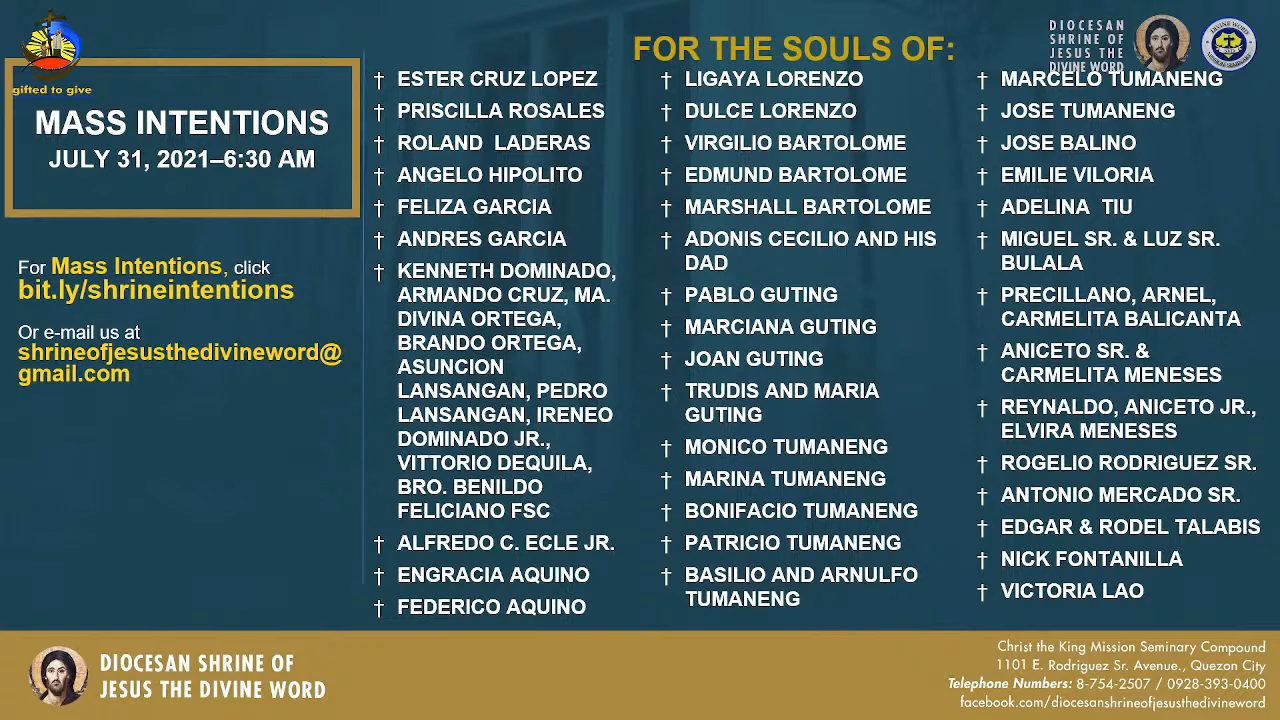 gifted to give
MASS INTENTIONS
JULY 31, 2021–6:30 AM
For Mass Intentions, click
bit.ly/shrineintentions
Or e-mail us at
shrineofjesusthedivineword@
gmail.com
FOR THE SOULS OF:
† ESTER CRUZ LOPEZ
† PRISCILLA ROSALES
† ROLAND LADERAS
† ANGELO HIPOLITO
† FELIZA GARCIA
† ANDRES GARCIA
† KENNETH DOMINADO,
ARMANDO CRUZ, MA.
DIVINA ORTEGA,
BRANDO ORTEGA,
ASUNCION
LANSANGAN, PEDRO
LANSANGAN, IRENEO
DOMINADO JR.,
VITTORIO DEQUILA,
BRO. BENILDO
FELICIANO FSC
† ALFREDO C. ECLE JR.
† ENGRACIA AQUINO
† FEDERICO AQUINO
† LIGAYA LORENZO
† DULCE LORENZO
† VIRGILIO BARTOLOME
† EDMUND BARTOLOME
† MARSHALL BARTOLOME
† ADONIS CECILIO AND HIS
DAD
† PABLO GUTING
† MARCIANA GUTING
† JOAN GUTING
† TRUDIS AND MARIA
GUTING
† MONICO TUMANENG
† MARINA TUMANENG
† BONIFACIO TUMANENG
† PATRICIO TUMANENG
† BASILIO AND ARNULFO
TUMANENG
DIOCESAN
SHRINE OF
JESUS THE
DIVINE WORD
† MARCELO TUMANENG
† JOSE TUMANENG
† JOSE BALINO
† EMILIE VILORIA
† ADELINA TIU
† MIGUEL SR. & LUZ SR.
BULALA
† PRECILLANO, ARNEL,
CARMELITA BALICANTA
† ANICETO SR. &
CARMELITA MENESES
† REYNALDO, ANICETO JR.,
ELVIRA MENESES
† ROGELIO RODRIGUEZ SR.
† ANTONIO MERCADO SR.
† EDGAR & RODEL TALABIS
† NICK FONTANILLA
† VICTORIA LAO
DIOCESAN SHRINE OF
JESUS THE DIVINE WORD
Christ the King Mission Seminary Compound
1101 E. Rodriguez Sr. Avenue., Quezon City
Telephone Numbers: 8-754-2507 / 0928-393-0400
facebook.com/diocesanshrineofjesusthedivineword